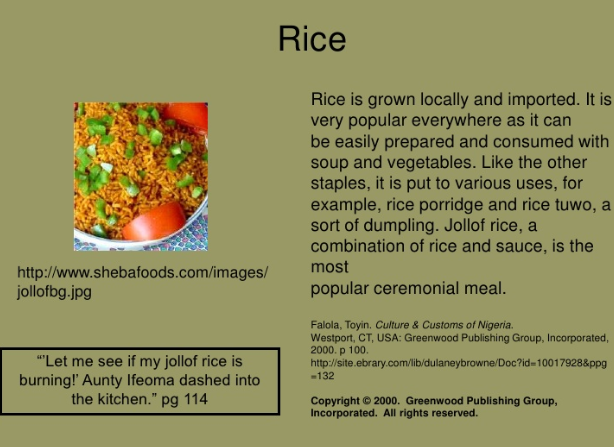 Rice
Rice is grown locally and imported. It is
very popular everywhere as it can
be easily prepared and consumed with
soup and vegetables. Like the other
staples, it is put to various uses, for
example, rice porridge and rice tuwo, a
sort of dumpling. Jollof rice, a
combination of rice and sauce, is the
most
popular ceremonial meal.
http://www.shebafoods.com/images/
jollofbg.jpg
Falola, Toyin. Culture & Customs of Nigeria.
Westport, CT, USA: Greenwood Publishing Group, Incorporated,
2000. p 100.
http://site.ebrary.com/lib/dulaneybrowne/Doc?id=10017928&ppg
=132
Copyright © 2000.  Greenwood Publishing Group,
Incorporated.  All rights reserved.
“’Let me see if my jollof rice is
burning!’ Aunty Ifeoma dashed into
the kitchen.” pg 114